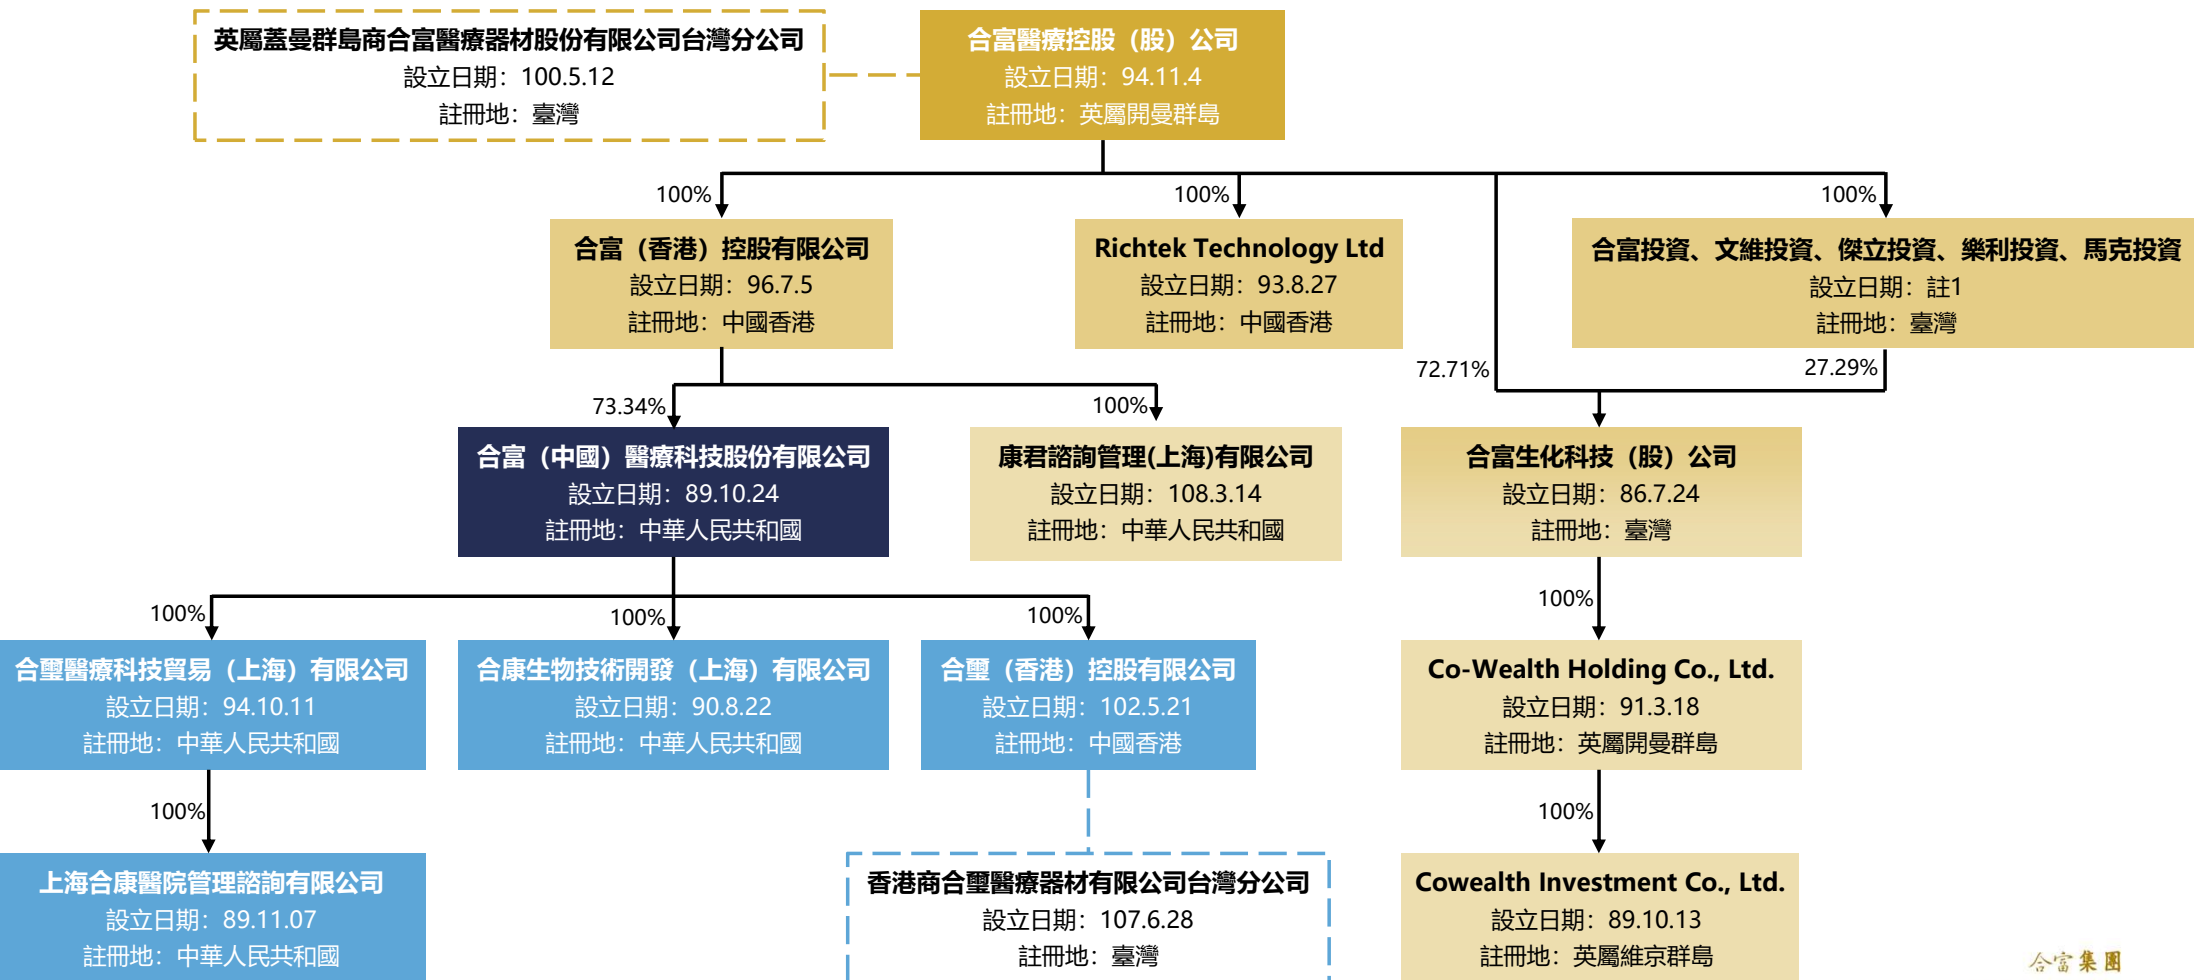 英屬蓋曼群島商合富醫療器材股份有限公司台灣分公司
設立日期：100.5.12
註冊地：臺灣
合富醫療控股（股）公司
設立日期：94.11.4
註冊地：英屬開曼群島
100%
100%
100%
合富（香港）控股有限公司
設立日期：96.7.5
註冊地：中國香港
Richtek Technology Ltd
設立日期：93.8.27
註冊地：中國香港
合富投資、文維投資、傑立投資、樂利投資、馬克投資
設立日期：註1
註冊地：臺灣
72.71%
27.29%
73.34%
100%
合富（中國）醫療科技股份有限公司
設立日期：89.10.24
註冊地：中華人民共和國
康君諮詢管理(上海)有限公司
設立日期：108.3.14
註冊地：中華人民共和國
合富生化科技（股）公司
設立日期：86.7.24
註冊地：臺灣
100%
100%
100%
100%
合璽醫療科技貿易（上海）有限公司
設立日期：94.10.11
註冊地：中華人民共和國
合康生物技術開發（上海）有限公司
設立日期：90.8.22
註冊地：中華人民共和國
合璽（香港）控股有限公司
設立日期：102.5.21
註冊地：中國香港
Co-Wealth Holding Co., Ltd.
設立日期：91.3.18
註冊地：英屬開曼群島
100%
100%
上海合康醫院管理諮詢有限公司
設立日期：89.11.07
註冊地：中華人民共和國
香港商合璽醫療器材有限公司台灣分公司
設立日期：107.6.28
註冊地：臺灣
Cowealth Investment Co., Ltd.
設立日期：89.10.13
註冊地：英屬維京群島
合富集團